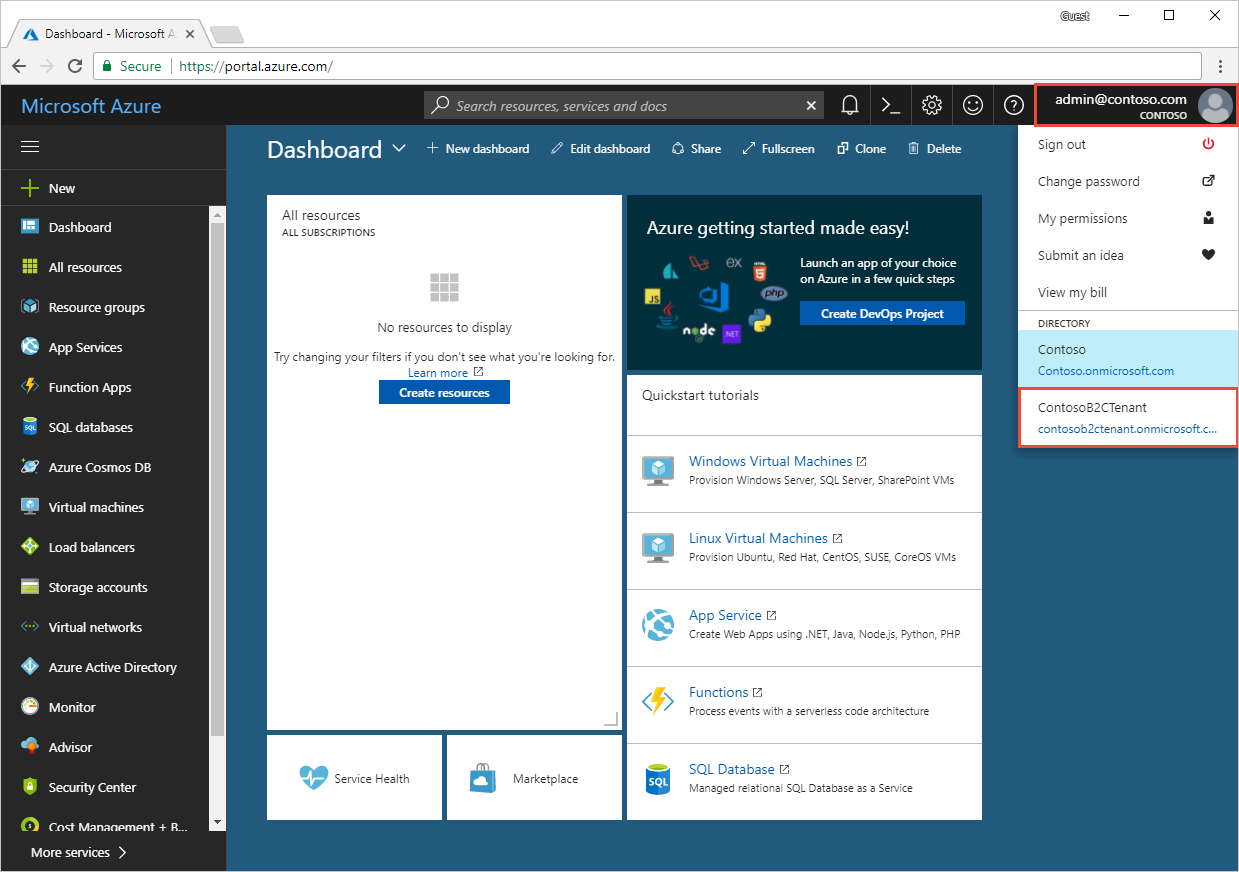 Guest
Dashboard - Microsoft A
Secure
https://portal.azure.com/
Microsoft Azure
Search resources, services and docs
admin@contoso.com
CONTOSO
New
Dashboard
All resources
Resource groups
App Services
Function Apps
SQL databases
Azure Cosmos DB
Virtual machines
Load balancers
Storage accounts
Virtual networks
Azure Active Directory
Monitor
Advisor
Security Center
Cost Management + B...
More services
Dashboard
New dashboard
Edit dashboard
Share
Fullscreen
Clone
Delete
All resources
ALL SUBSCRIPTIONS
No resources to display
Try changing your filters if you don't see what you're looking for.
Learn more
Create resources
Service Health
Marketplace
Azure getting started made easy!
Launch an app of your choice
on Azure in a few quick steps
Create DevOps Project
EX
HTML
5
JS
php
node
.NET
Quickstart tutorials
Windows Virtual Machines
Provision Windows Server, SQL Server, SharePoint VMs
Linux Virtual Machines
Provision Ubuntu, Red Hat, CentOS, SUSE, CoreOS VMs
App Service
Create Web Apps using .NET, Java, Node.js, Python, PHP
Functions
Process events with a serverless code architecture
SQL
SQL Database
Managed relational SQL Database as a Service
Sign out
Change password
My permissions
Submit an idea
View my bill
DIRECTORY
Contoso
Contoso.onmicrosoft.com
ContosoB2CTenant
contosob2ctenant.onmicrosoft.c...